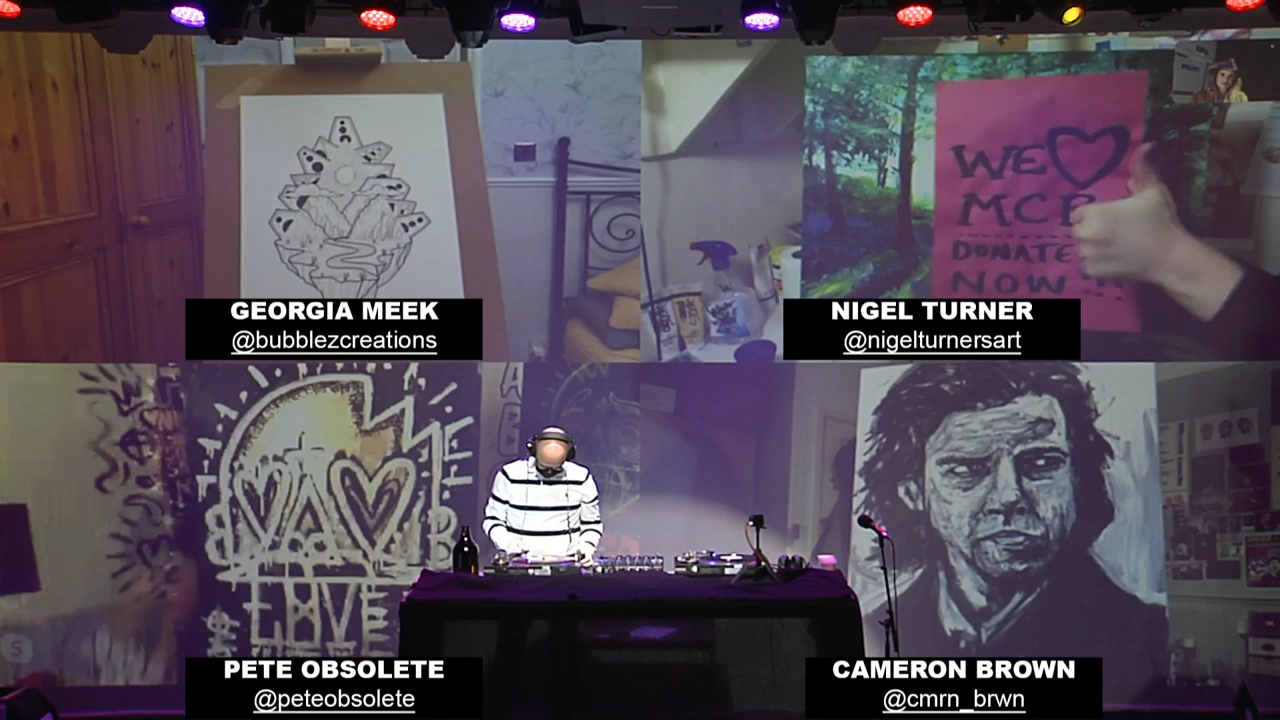 WE
MCB
DONATE
NOW !!!
GEORGIA MEEK
@bubblezcreations
NIGEL TURNER
@nigelturnersart
LOVE
S
PETE OBSOLETE
@peteobsolete
CAMERON BROWN
@cmrn_brwn